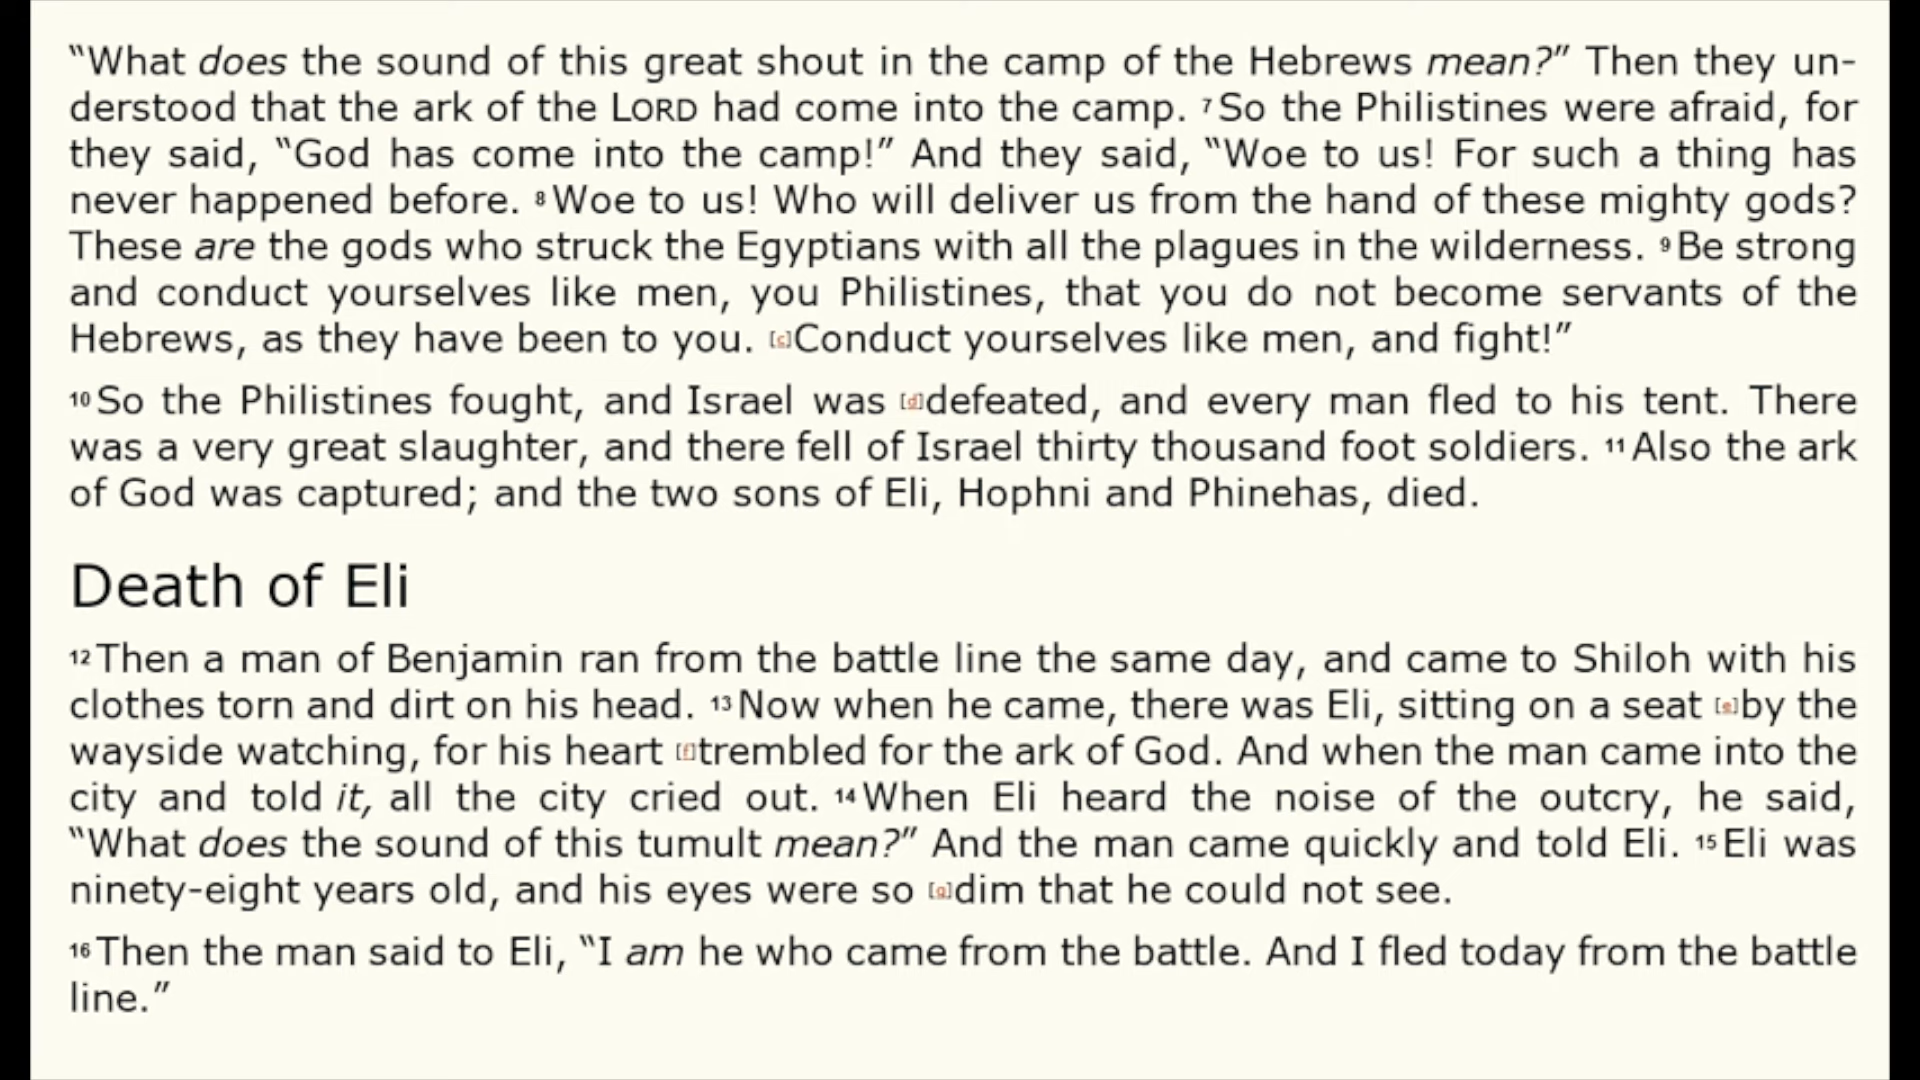 “What does the sound of this great shout in the camp of the Hebrews mean?” Then they un-
derstood that the ark of the LORD had come into the camp. 7 So the Philistines were afraid, for
they said, “God has come into the camp!” And they said, “Woe to us! For such a thing has
never happened before. 8 Woe to us! Who will deliver us from the hand of these mighty gods?
These are the gods who struck the Egyptians with all the plagues in the wilderness. 9 Be strong
and conduct yourselves like men, you Philistines, that you do not become servants of the
Hebrews, as they have been to you. [c]Conduct yourselves like men, and fight!”
10 So the Philistines fought, and Israel was [d]defeated, and every man fled to his tent. There
was a very great slaughter, and there fell of Israel thirty thousand foot soldiers. 11 Also the ark
of God was captured; and the two sons of Eli, Hophni and Phinehas, died.
Death of Eli
12 Then a man of Benjamin ran from the battle line the same day, and came to Shiloh with his
clothes torn and dirt on his head. 13 Now when he came, there was Eli, sitting on a seat [e]by the
wayside watching, for his heart [f]trembled for the ark of God. And when the man came into the
city and told it, all the city cried out. 14 When Eli heard the noise of the outcry, he said,
“What does the sound of this tumult mean?” And the man came quickly and told Eli. 15 Eli was
ninety-eight years old, and his eyes were so [g]dim that he could not see.
16 Then the man said to Eli, “I am he who came from the battle. And I fled today from the battle
line.”